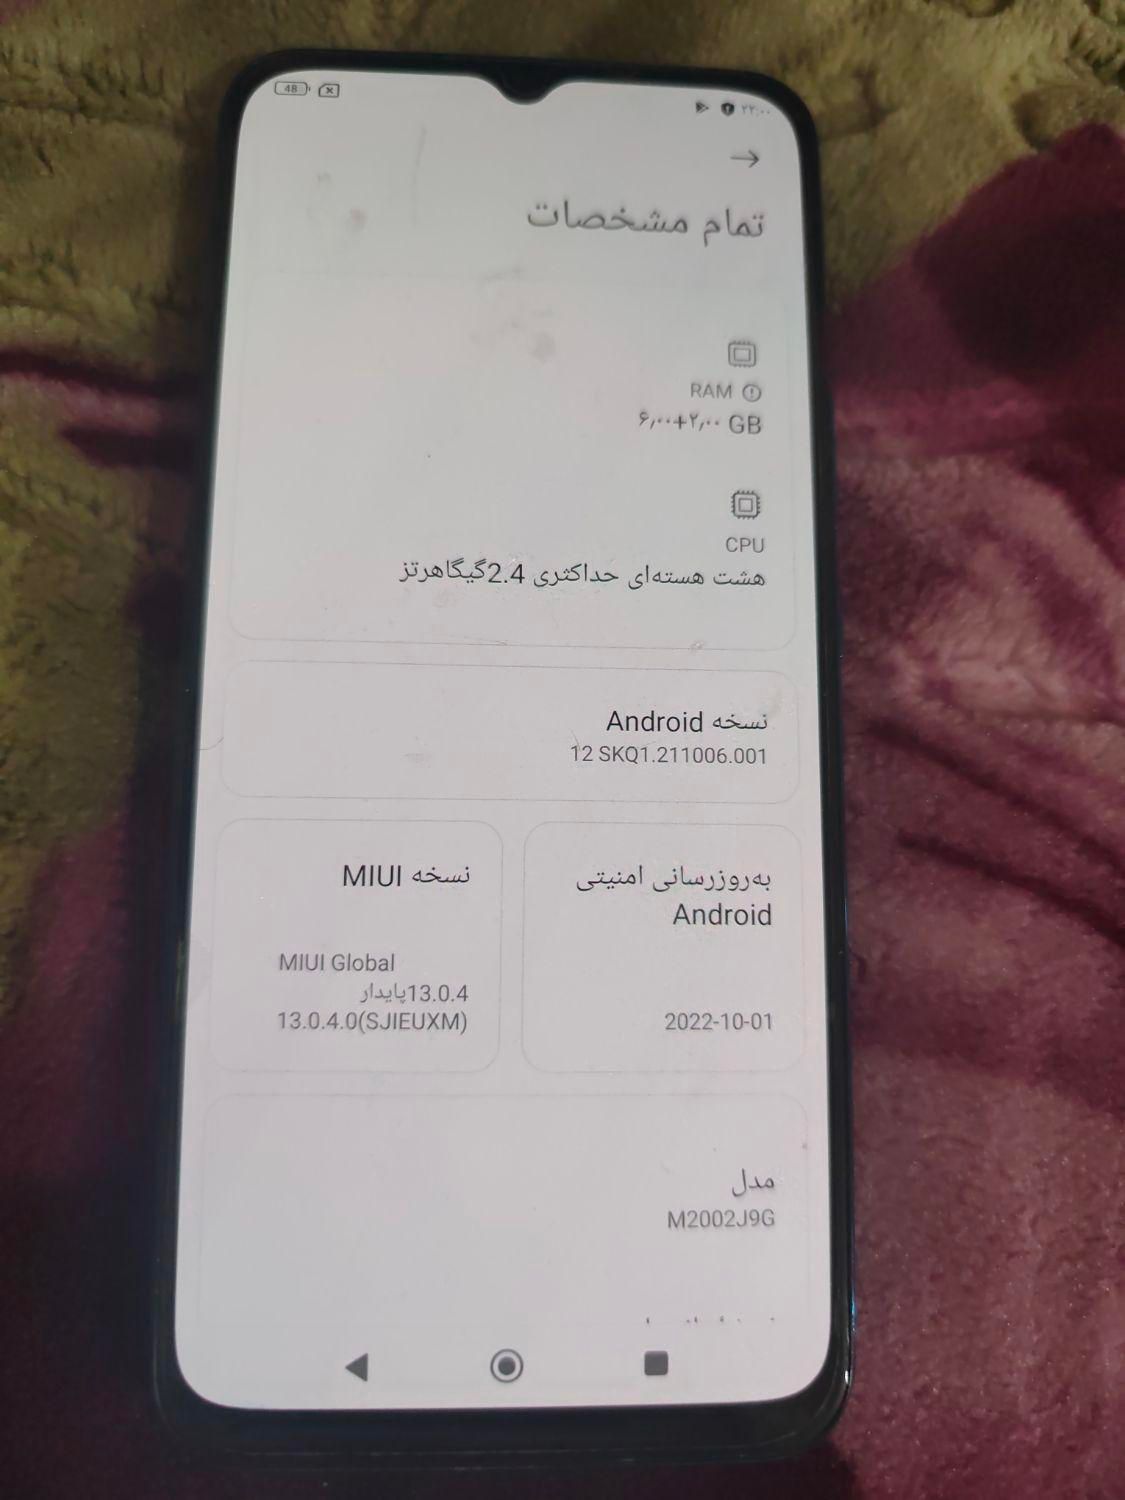 48
۲۲:۰۰
تمام مشخصات
RAM
۶٫۰۰+۲٫۰۰ GB
CPU
هشت هسته‌ای حداکثری 2.4گیگاهرتز
نسخه Android
12 SKQ1.211006.001
به‌روزرسانی امنیتی
Android
2022-10-01
نسخه MIUI
MIUI Global
13.0.4پایدار
13.0.4.0(SJIEUXM)
مدل
M2002J9G